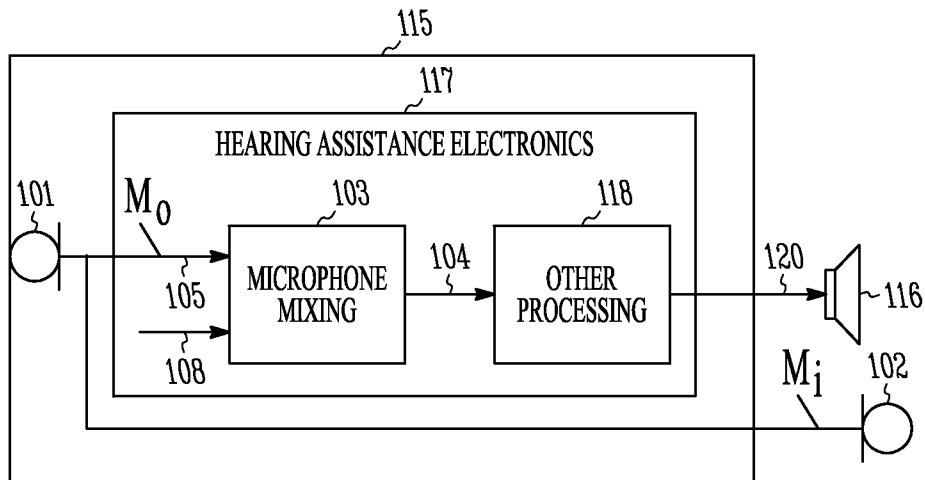 115
117
HEARING ASSISTANCE ELECTRONICS
101
Mo
103
118
105
MICROPHONE
MIXING
104
OTHER
PROCESSING
120
116
108
Mi
102